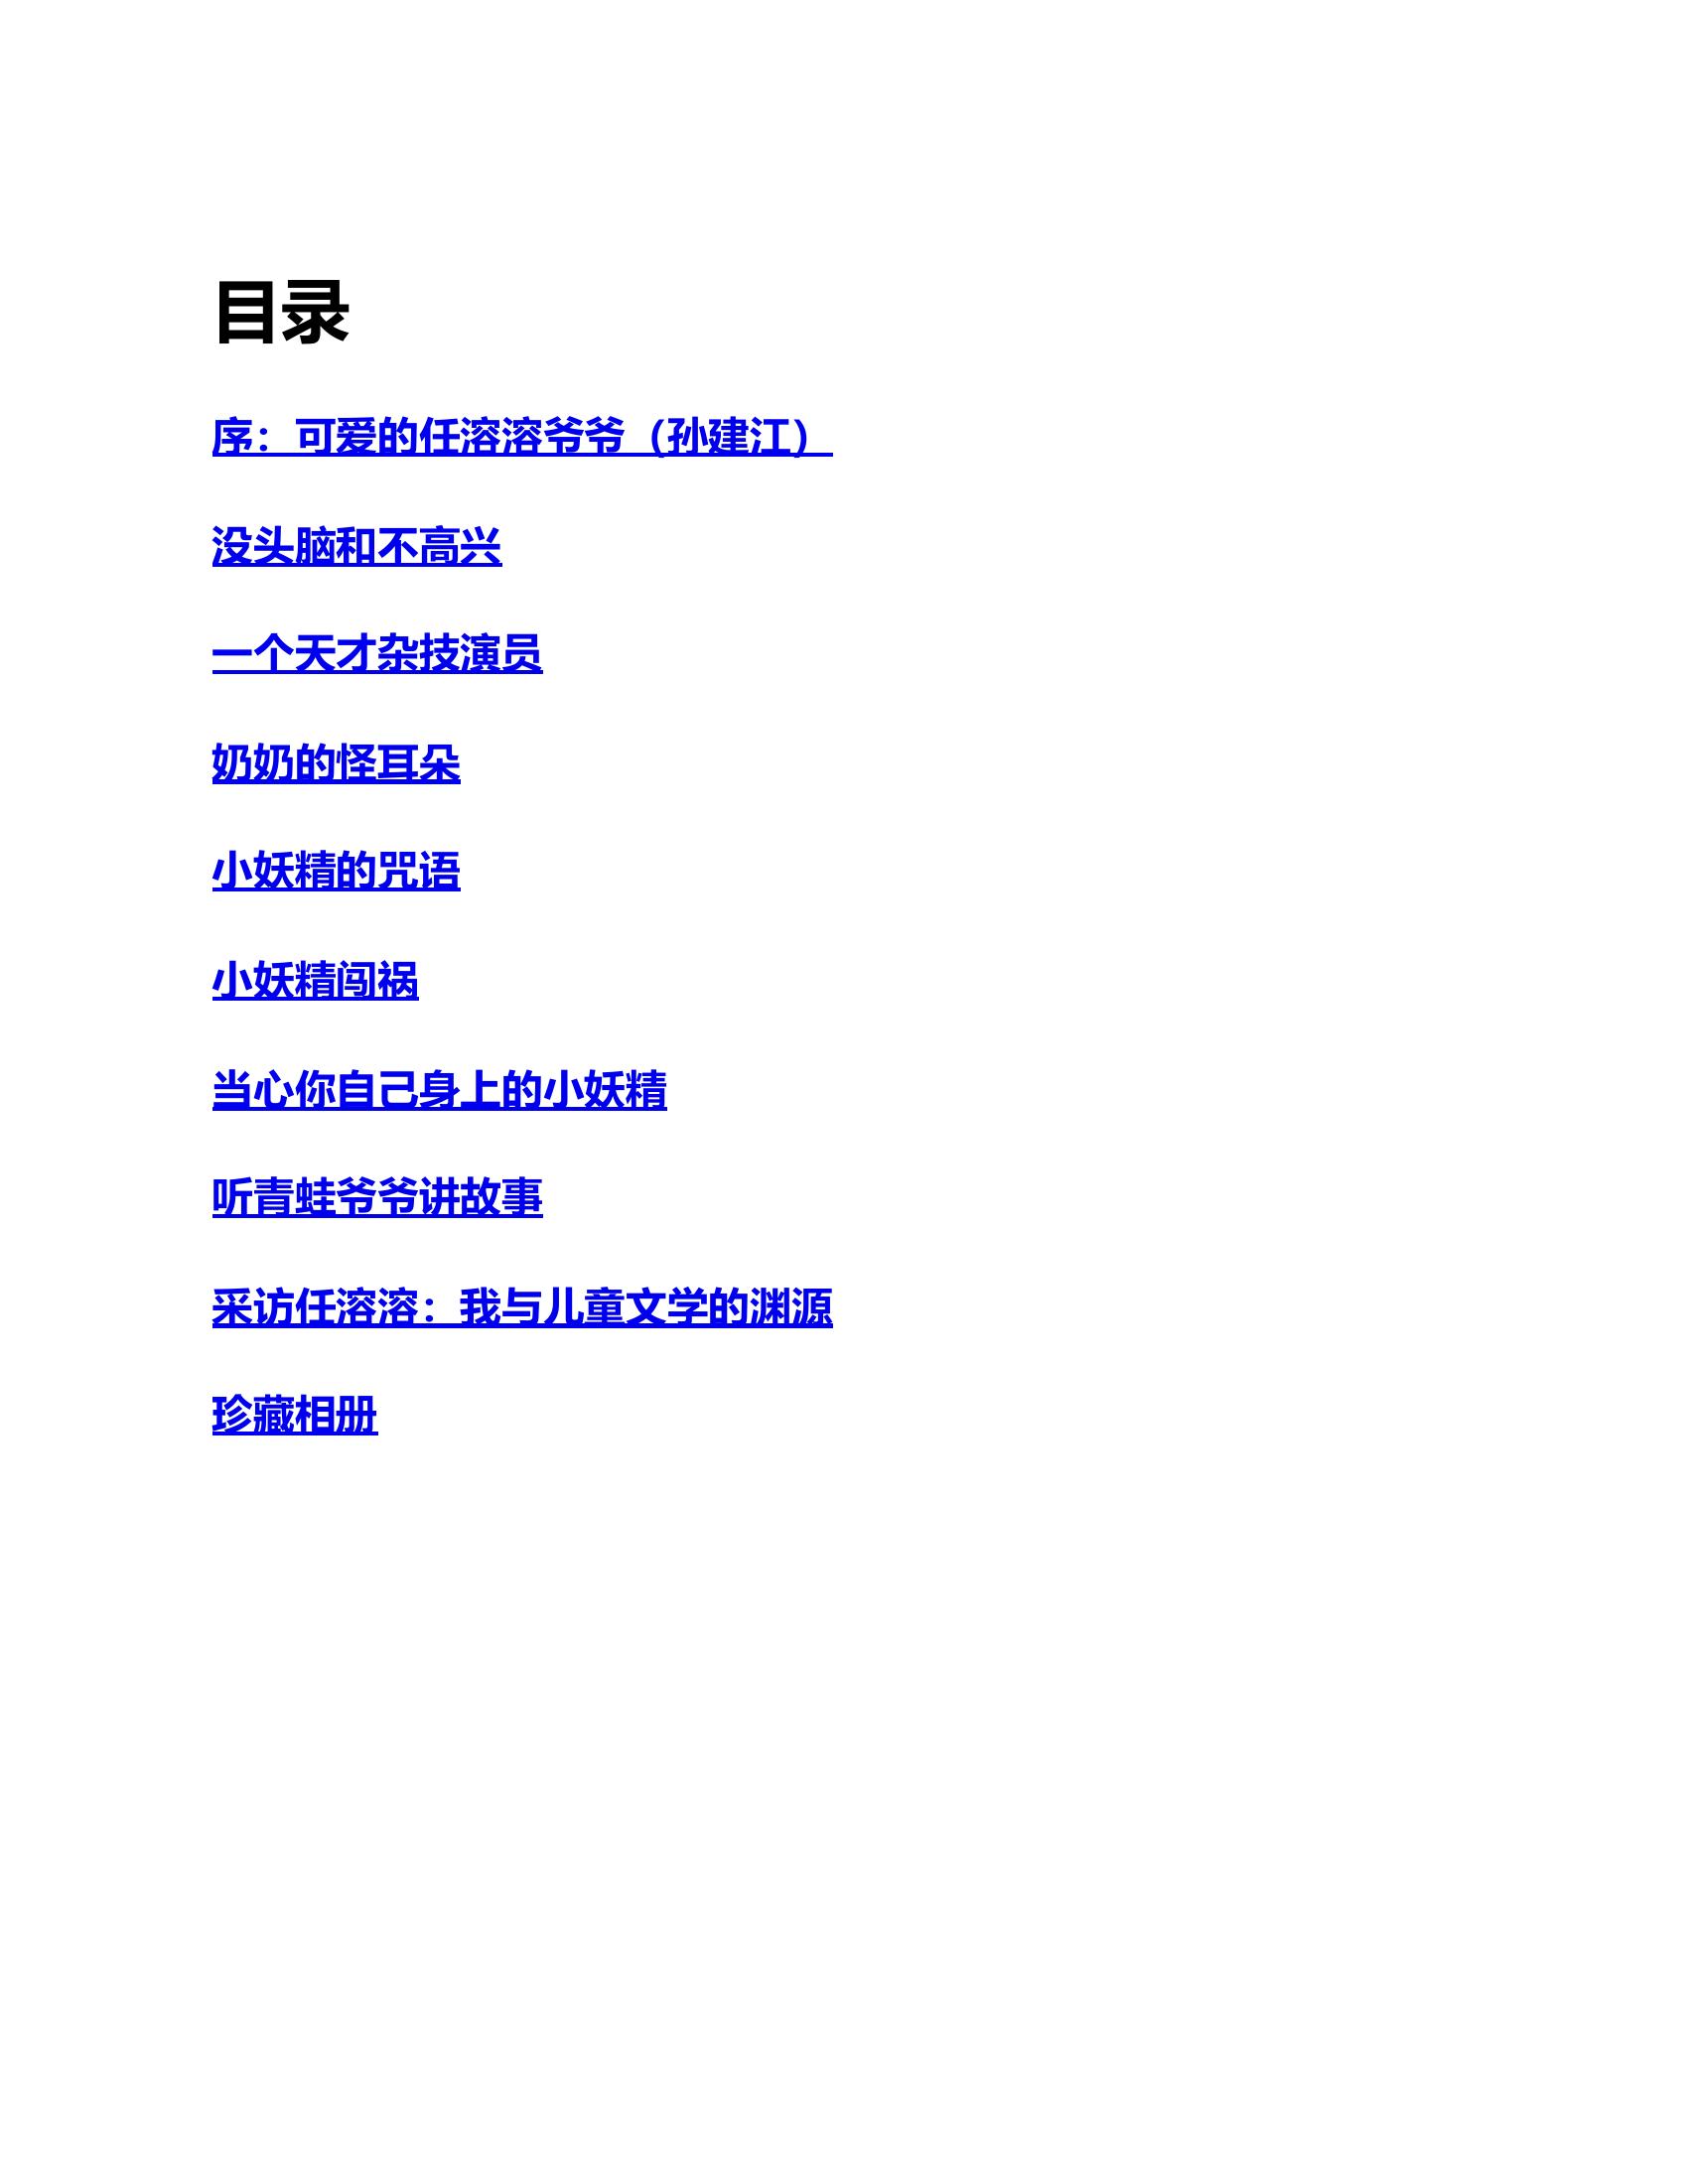 目录
序：可爱的任溶溶爷爷（孙建江）
没头脑和不高兴
一个天才杂技演员
奶奶的怪耳朵
小妖精的咒语
小妖精闯祸
当心你自己身上的小妖精
听青蛙爷爷讲故事
采访任溶溶：我与儿童文学的渊源
珍藏相册